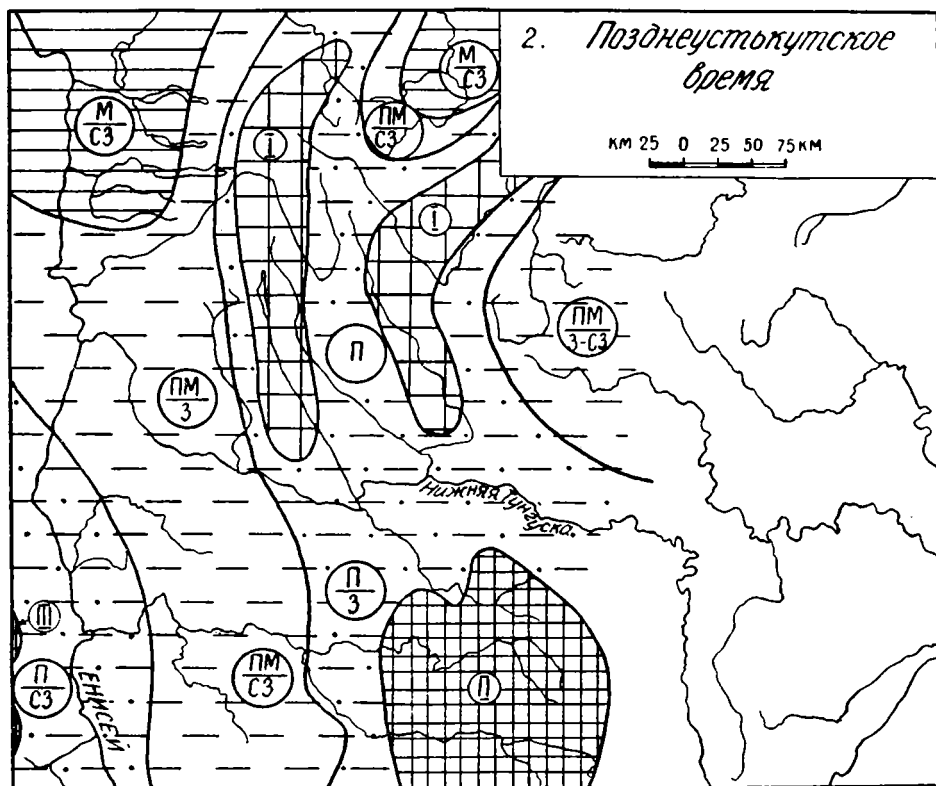 2. Позднеустькутское
время
км 25 0 25 50 75 км
М
СЗ
М
СЗ
ПМ
СЗ
I
I
ПМ
З-СЗ
П
ПМ
З
Нижняя Тунгуска.
П
З
III
П
СЗ
ЕНИСЕЙ
ПМ
СЗ
II